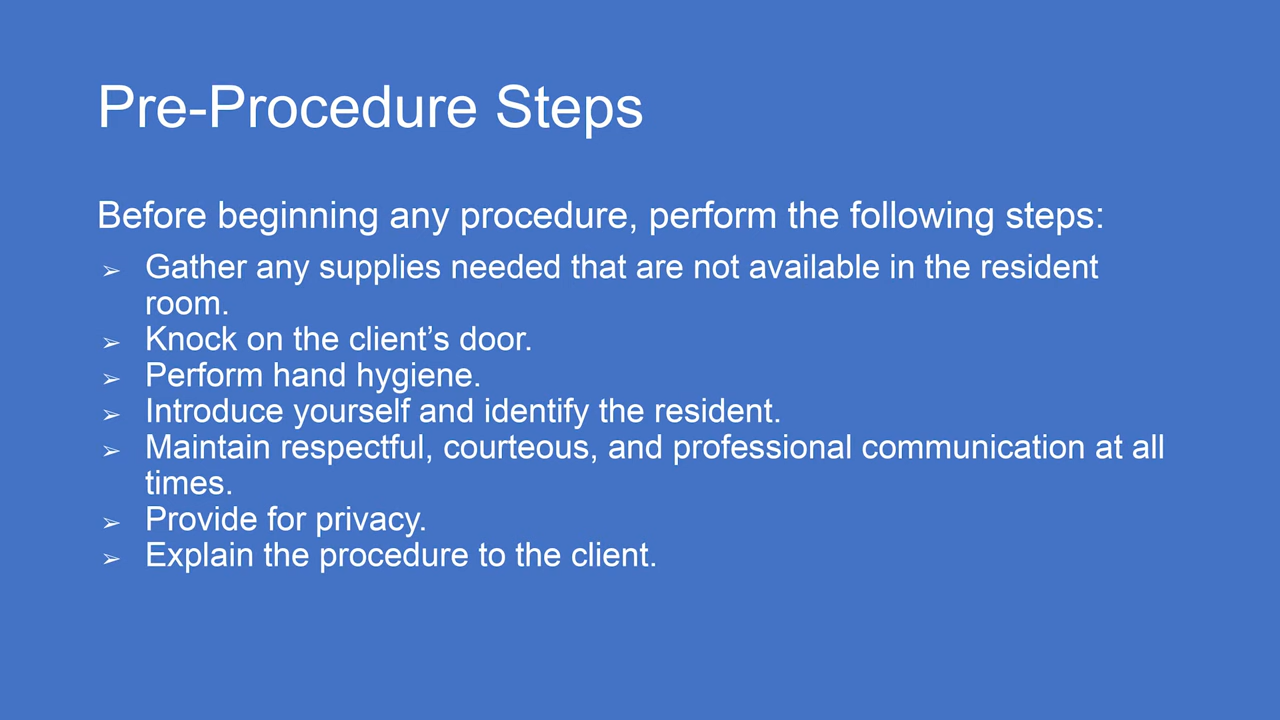 Pre-Procedure Steps
Before beginning any procedure, perform the following steps:
➢ Gather any supplies needed that are not available in the resident
room.
➢ Knock on the client’s door.
➢ Perform hand hygiene.
➢ Introduce yourself and identify the resident.
➢ Maintain respectful, courteous, and professional communication at all
times.
➢ Provide for privacy.
➢ Explain the procedure to the client.